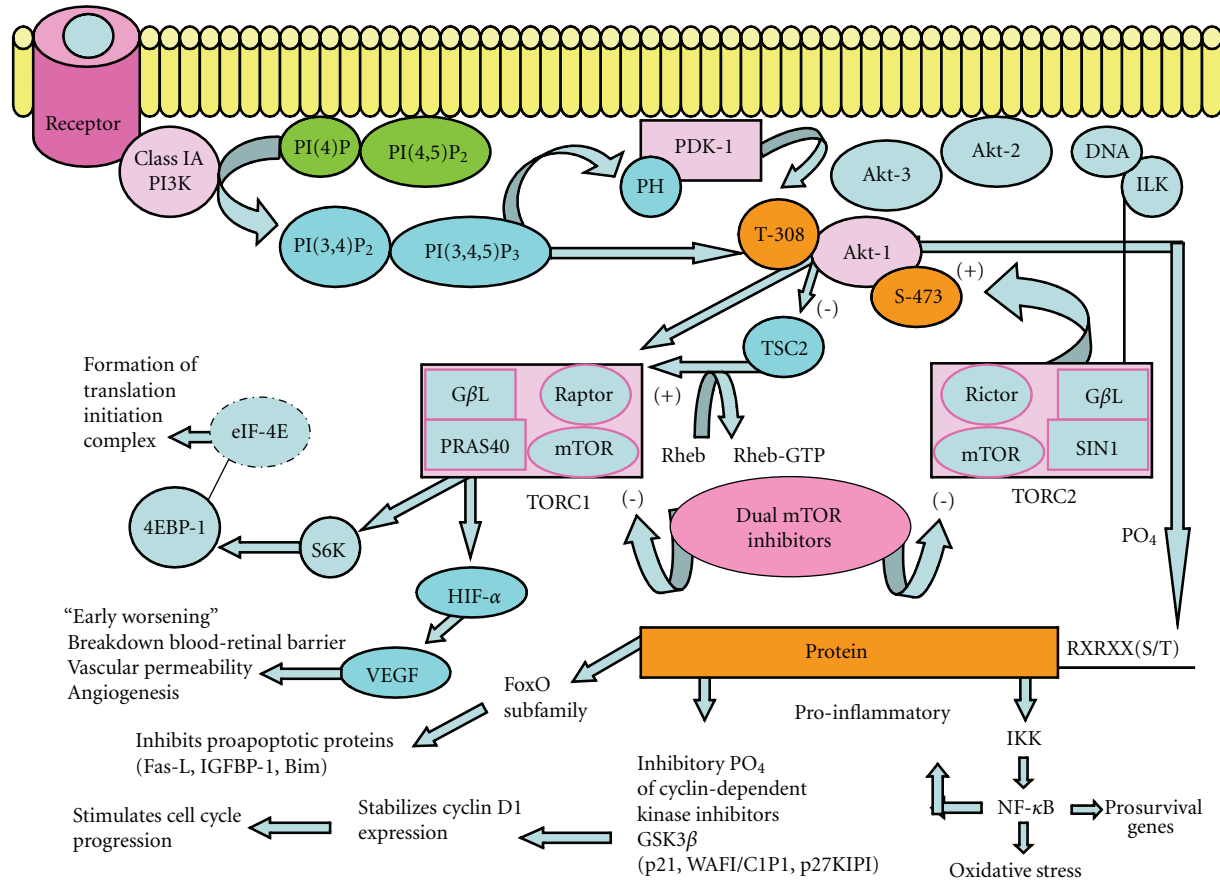 Receptor
Class IA
PI3K
PI(4)P
PI(4,5)P₂
PI(3,4)P₂
PI(3,4,5)P₃
PDK-1
PH
T-308
Akt-1
S-473
Akt-3
Akt-2
DNA
ILK
(+)
(-)
TSC2
(+)
Rheb
Rheb-GTP
GβL
Raptor
PRAS40
mTOR
TORC1
Rictor
GβL
mTOR
SIN1
TORC2
Formation of
translation
initiation
complex
eIF-4E
4EBP-1
S6K
(-)
Dual mTOR
inhibitors
(-)
PO₄
HIF-α
VEGF
“Early worsening”
Breakdown blood-retinal barrier
Vascular permeability
Angiogenesis
Protein
RXRXX(S/T)
FoxO
subfamily
Inhibits proapoptotic proteins
(Fas-L, IGFBP-1, Bim)
Pro-inflammatory
IKK
NF-κB
Prosurvival
genes
Oxidative stress
Inhibitory PO₄
of cyclin-dependent
kinase inhibitors
GSK3β
(p21, WAFI/C1P1, p27KIPI)
Stabilizes cyclin D1
expression
Stimulates cell cycle
progression